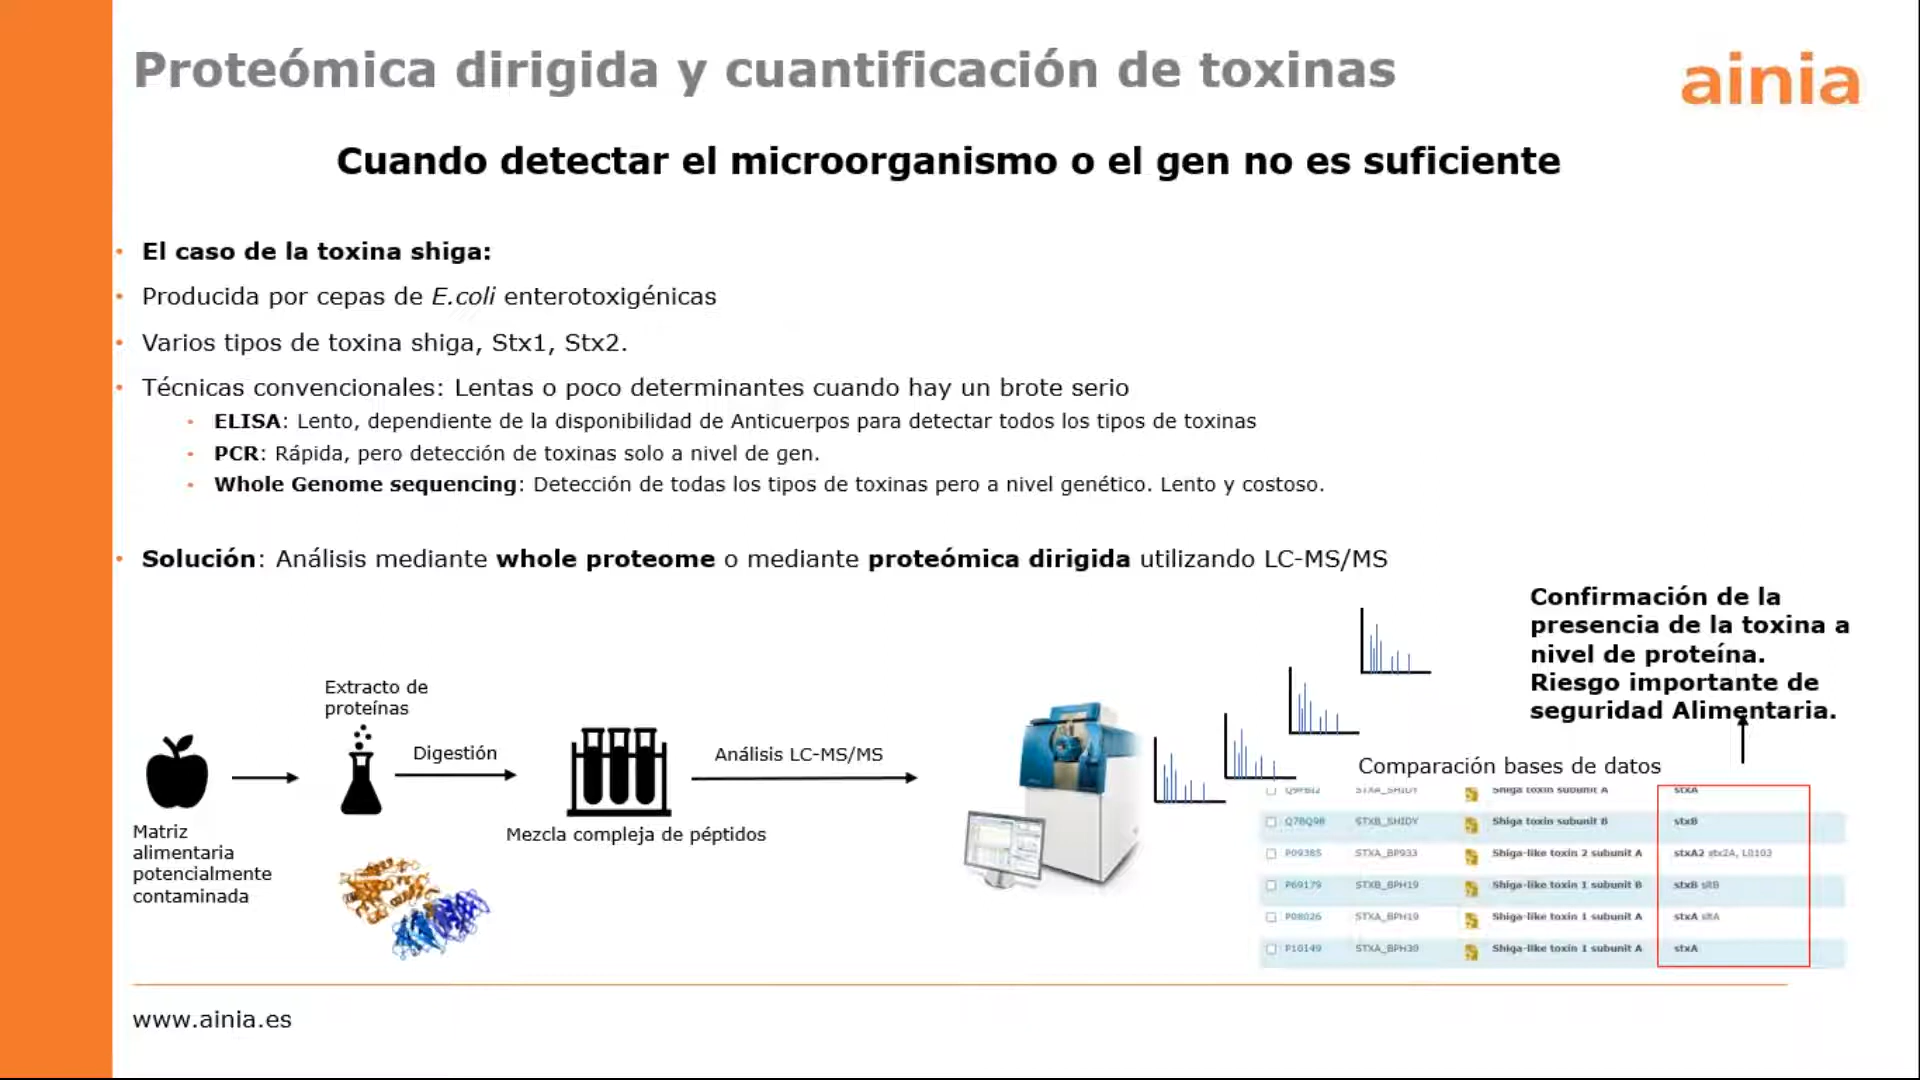 Proteómica dirigida y cuantificación de toxinas
ainia
Cuando detectar el microorganismo o el gen no es suficiente
• El caso de la toxina shiga:
• Producida por cepas de E.coli enterotoxigénicas
• Varios tipos de toxina shiga, Stx1, Stx2.
• Técnicas convencionales: Lentas o poco determinantes cuando hay un brote serio
• ELISA: Lento, dependiente de la disponibilidad de Anticuerpos para detectar todos los tipos de toxinas
• PCR: Rápida, pero detección de toxinas solo a nivel de gen.
• Whole Genome sequencing: Detección de todas los tipos de toxinas pero a nivel genético. Lento y costoso.
• Solución: Análisis mediante whole proteome o mediante proteómica dirigida utilizando LC-MS/MS
Confirmación de la
presencia de la toxina a
nivel de proteína.
Riesgo importante de
seguridad Alimentaria.
Extracto de
proteínas
Digestión
Análisis LC-MS/MS
Matriz
alimentaria
potencialmente
contaminada
Mezcla compleja de péptidos
Comparación bases de datos
STXA_SHIDY Shiga toxin subunit A stxA
Q7BQ98 STXB_SHIDY Shiga toxin subunit B stxB
P09385 STXA_BP933 Shiga-like toxin 2 subunit A stxA2 stx2A, L0103
P69179 STXB_BPH19 Shiga-like toxin 1 subunit B stxB sltB
P08026 STXA_BPH19 Shiga-like toxin 1 subunit A stxA sltA
P10149 STXA_BPH30 Shiga-like toxin 1 subunit A stxA
www.ainia.es